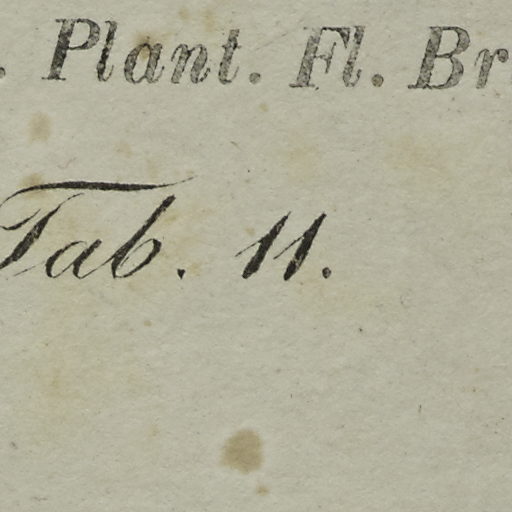 . Plant. Fl. Br
Tab. 11.